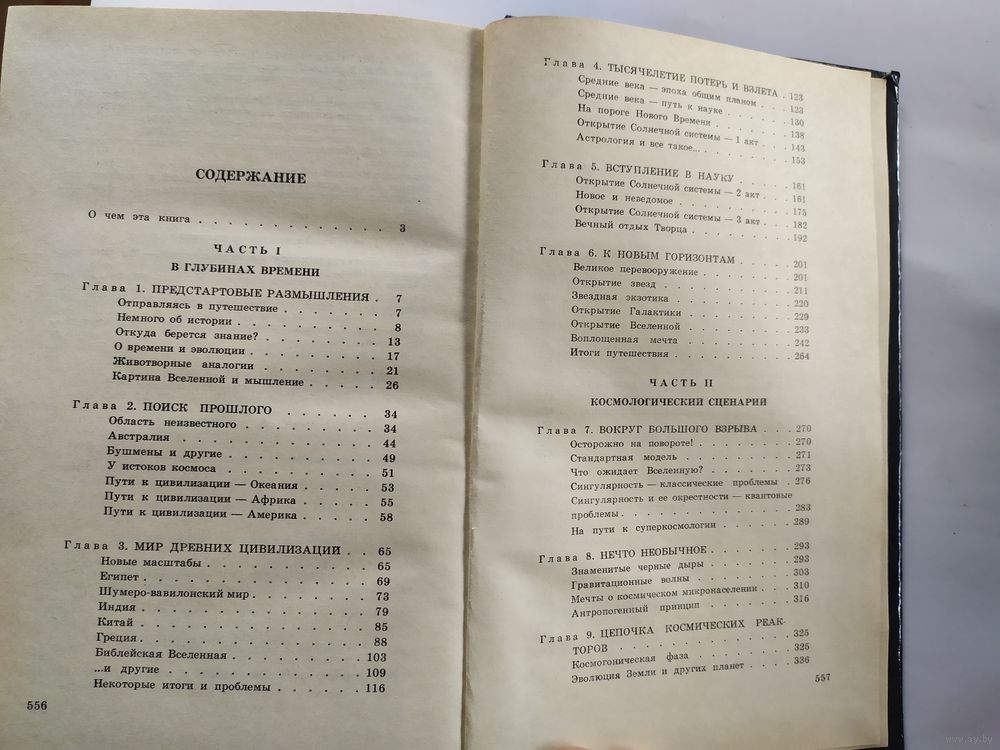 СОДЕРЖАНИЕ
О чем эта книга . . . . . . . . . . . . . 3
ЧАСТЬ I
В ГЛУБИНАХ ВРЕМЕНИ
Глава 1. ПРЕДСТАРТОВЫЕ РАЗМЫШЛЕНИЯ . 7
Отправляясь в путешествие . . . . . . . 7
Немного об истории . . . . . . . . . . 8
Откуда берется знание? . . . . . . . . 13
О времени и эволюции . . . . . . . . . 17
Животворные аналогии . . . . . . . . 21
Картина Вселенной и мышление . . . . . 26
Глава 2. ПОИСК ПРОШЛОГО . . . . . . 34
Область неизвестного . . . . . . . . . 34
Австралия . . . . . . . . . . . . . 44
Бушмены и другие . . . . . . . . . . 49
У истоков космоса . . . . . . . . . . 51
Пути к цивилизации — Океания . . . . . 53
Пути к цивилизации — Африка . . . . . 55
Пути к цивилизации — Америка . . . . . 58
Глава 3. МИР ДРЕВНИХ ЦИВИЛИЗАЦИИ . . 65
Новые масштабы . . . . . . . . . . . 65
Египет . . . . . . . . . . . . . . . 69
Шумеро-вавилонский мир . . . . . . . . 73
Индия . . . . . . . . . . . . . . . 79
Китай . . . . . . . . . . . . . . . 85
Греция . . . . . . . . . . . . . . . 88
Библейская Вселенная . . . . . . . . . 103
...и другие . . . . . . . . . . . . . 109
Некоторые итоги и проблемы . . . . . . 116
556
Глава 4. ТЫСЯЧЕЛЕТИЕ ПОТЕРЬ И ВЗЛЕТА . 123
Средние века — эпоха общим планом . . . 123
Средние века — путь к науке . . . . . . 130
На пороге Нового Времени . . . . . . . 138
Открытие Солнечной системы — 1 акт . . . 143
Астрология и все такое... . . . . . . . . 153
Глава 5. ВСТУПЛЕНИЕ В НАУКУ . . . . . 161
Открытие Солнечной системы — 2 акт . . . 161
Новое и неведомое . . . . . . . . . . 175
Открытие Солнечной системы — 3 акт . . . 182
Вечный отдых Творца . . . . . . . . . 192
Глава 6. К НОВЫМ ГОРИЗОНТАМ . . . . . 201
Великое перевооружение . . . . . . . . 201
Открытие звезд . . . . . . . . . . . 211
Звездная экзотика . . . . . . . . . . 220
Открытие Галактики . . . . . . . . . 229
Открытие Вселенной . . . . . . . . . 233
Воплощенная мечта . . . . . . . . . . 242
Итоги путешествия . . . . . . . . . . 264
ЧАСТЬ II
КОСМОЛОГИЧЕСКИЙ СЦЕНАРИЙ
Глава 7. ВОКРУГ БОЛЬШОГО ВЗРЫВА . . . 270
Осторожно на повороте! . . . . . . . . 270
Стандартная модель . . . . . . . . . 271
Что ожидает Вселенную? . . . . . . . . 273
Сингулярность — классические проблемы . 276
Сингулярность и ее окрестности — квантовые
проблемы . . . . . . . . . . . . . . 283
На пути к суперкосмологии . . . . . . . 289
Глава 8. НЕЧТО НЕОБЫЧНОЕ . . . . . . 293
Знаменитые черные дыры . . . . . . . . 293
Гравитационные волны . . . . . . . . . 303
Мечты о космическом микронаселении . . . 310
Антропогенный принцип . . . . . . . . 316
Глава 9. ЦЕПОЧКА КОСМИЧЕСКИХ РЕАК-
ТОРОВ . . . . . . . . . . . . 325
Космогоническая фаза . . . . . . . . . 325
Эволюция Земли и других планет . . . . . 336
557
www.ay.by